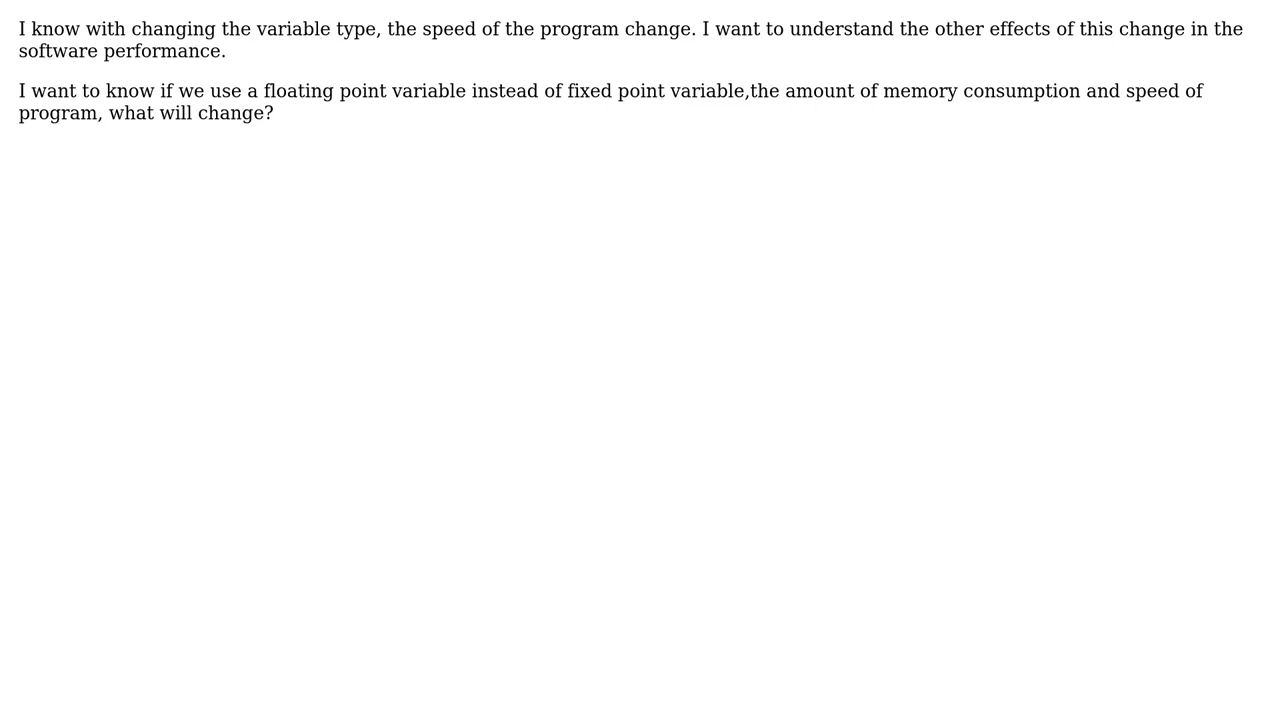 I know with changing the variable type, the speed of the program change. I want to understand the other effects of this change in the
software performance.
I want to know if we use a floating point variable instead of fixed point variable,the amount of memory consumption and speed of
program, what will change?